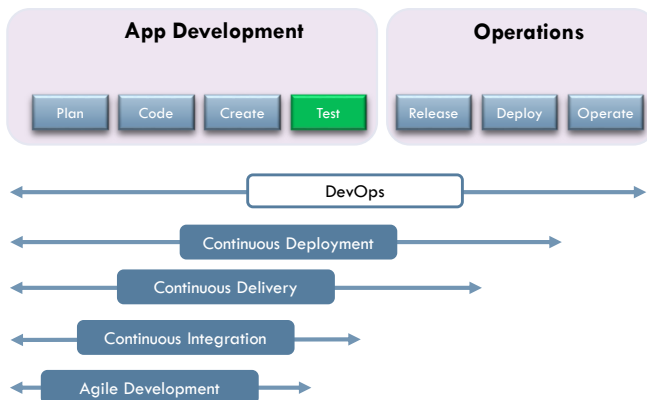 App Development
Operations
Plan
Code
Create
Test
Release
Deploy
Operate
DevOps
Continuous Deployment
Continuous Delivery
Continuous Integration
Agile Development